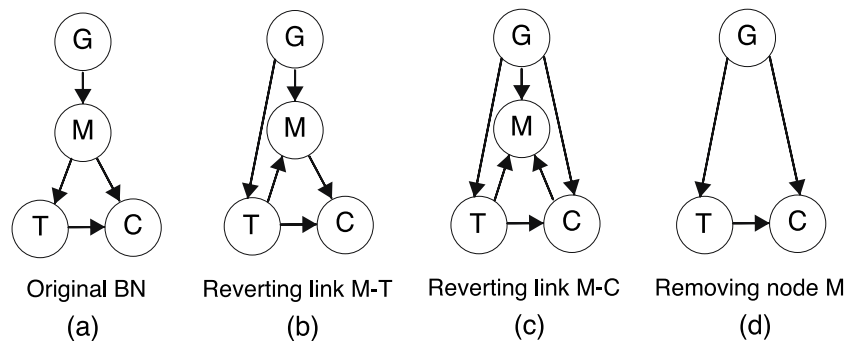 G
M
T
C
Original BN
(a)
G
M
T
C
Reverting link M-T
(b)
G
M
T
C
Reverting link M-C
(c)
G
T
C
Removing node M
(d)